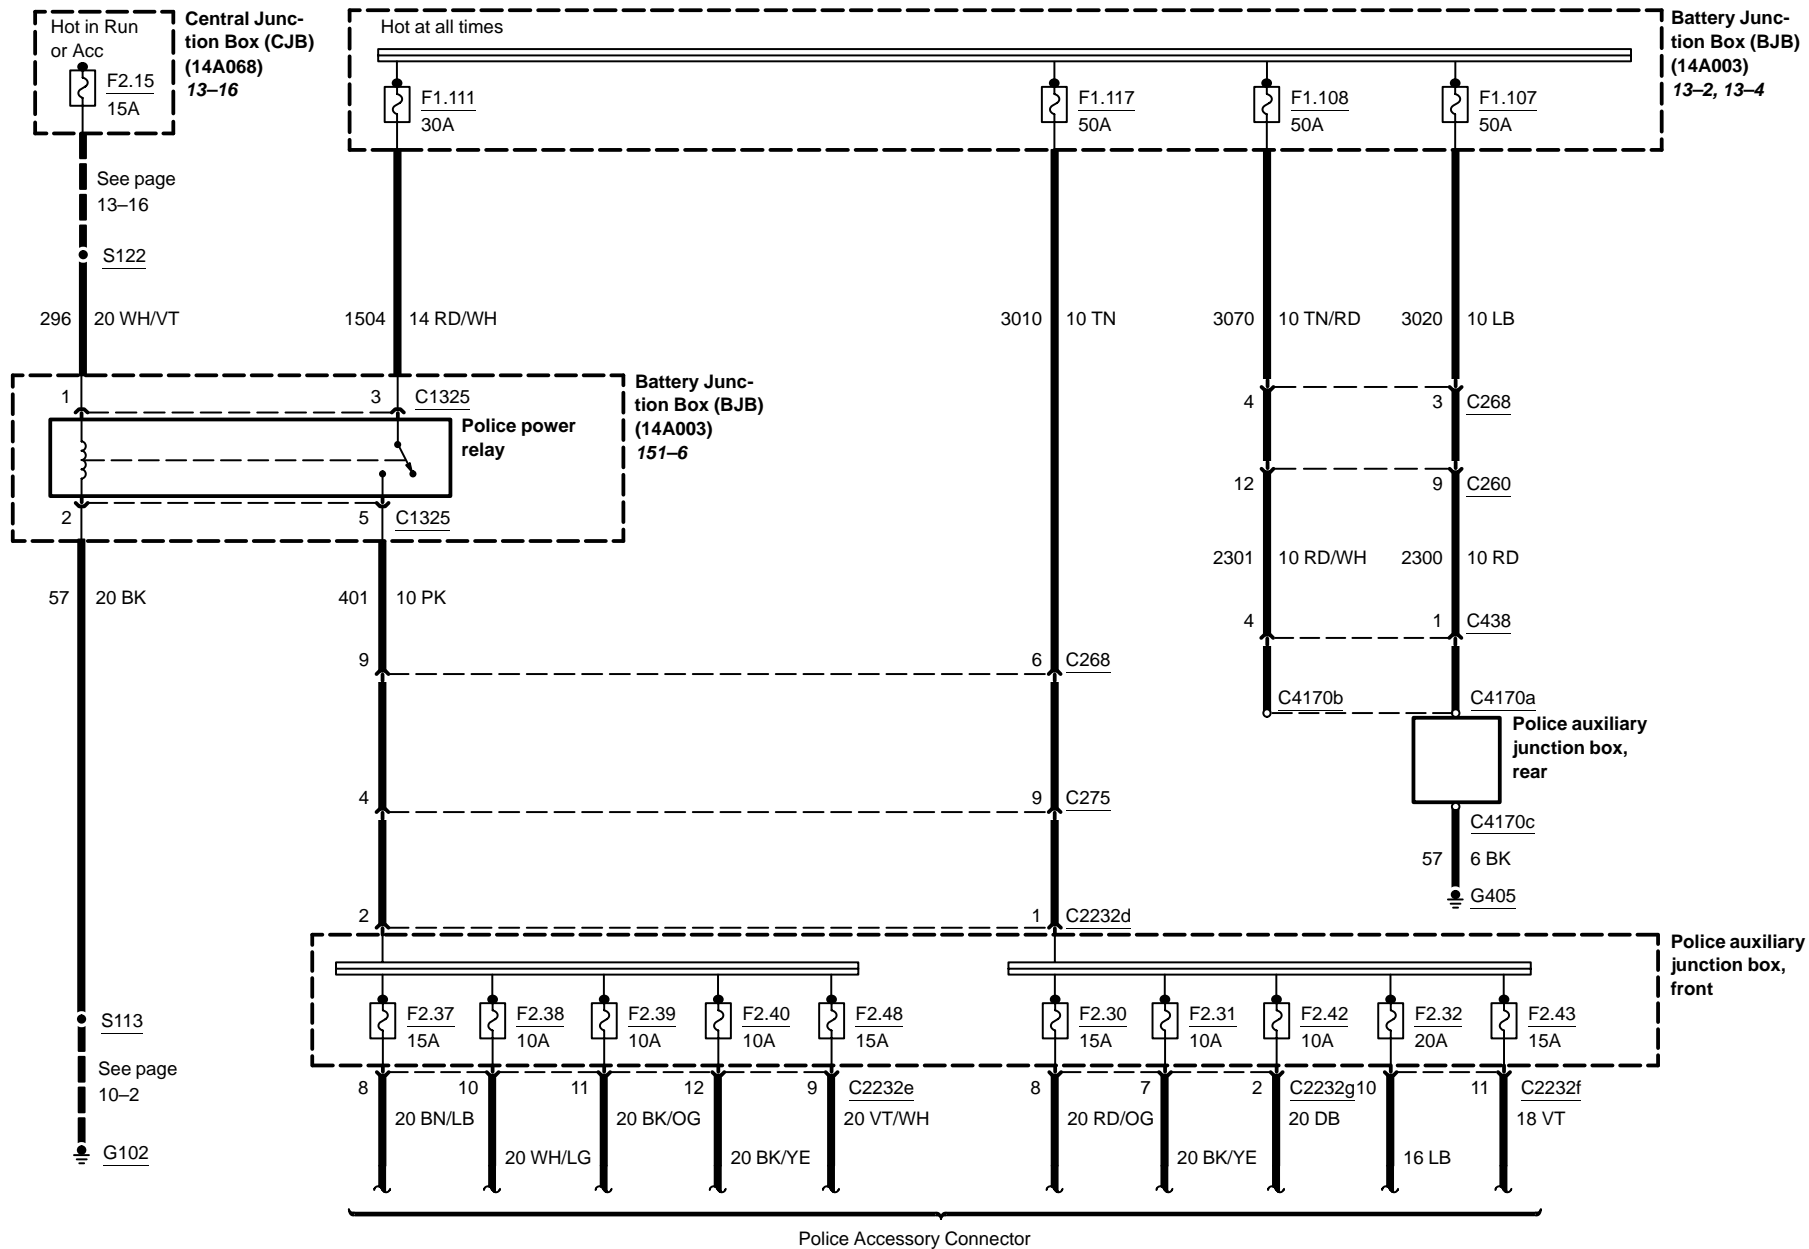 Hot in Run
or Acc
F2.15
15A
Central Junc-
tion Box (CJB)
(14A068)
13–16
Hot at all times
F1.111
30A
F1.117
50A
F1.108
50A
F1.107
50A
Battery Junc-
tion Box (BJB)
(14A003)
13–2, 13–4
See page
13–16
S122
296 20 WH/VT
1504 14 RD/WH
3010 10 TN
3070 10 TN/RD
3020 10 LB
1 3 C1325
Police power
relay
Battery Junc-
tion Box (BJB)
(14A003)
151–6
2 5 C1325
4 3 C268
12 9 C260
2301 10 RD/WH
2300 10 RD
57 20 BK
401 10 PK
4 1 C438
9 6 C268
C4170b C4170a
Police auxiliary
junction box,
rear
4 9 C275
C4170c
57 6 BK
G405
2 1 C2232d
Police auxiliary
junction box,
front
F2.37
15A
F2.38
10A
F2.39
10A
F2.40
10A
F2.48
15A
F2.30
15A
F2.31
10A
F2.42
10A
F2.32
20A
F2.43
15A
S113
See page
10–2
G102
8 10 11 12 9 C2232e 8 7 2 C2232g 10 11 C2232f
20 BN/LB 20 BK/OG 20 VT/WH 20 RD/OG 20 DB 18 VT
20 WH/LG 20 BK/YE 20 BK/YE 16 LB
Police Accessory Connector